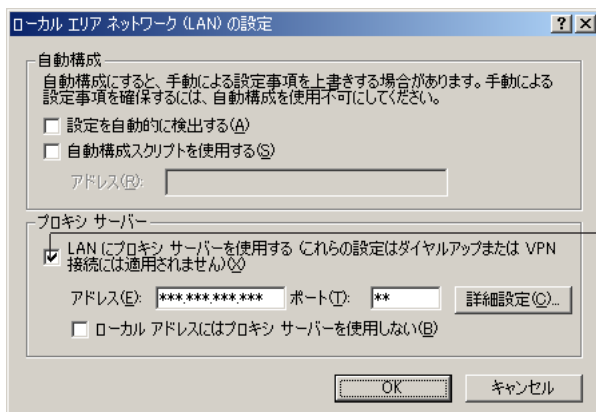 ローカル エリア ネットワーク (LAN) の設定
自動構成
自動構成にすると、手動による設定事項を上書きする場合があります。手動による
設定事項を確保するには、自動構成を使用不可にしてください。
設定を自動的に検出する(A)
自動構成スクリプトを使用する(S)
アドレス(R):
プロキシ サーバー
LAN にプロキシ サーバーを使用する (これらの設定はダイヤルアップまたは VPN
接続には適用されません)(X)
アドレス(E): ***.***.***.*** ポート(T): ** 詳細設定(C)...
ローカル アドレスにはプロキシ サーバーを使用しない(B)
OK キャンセル